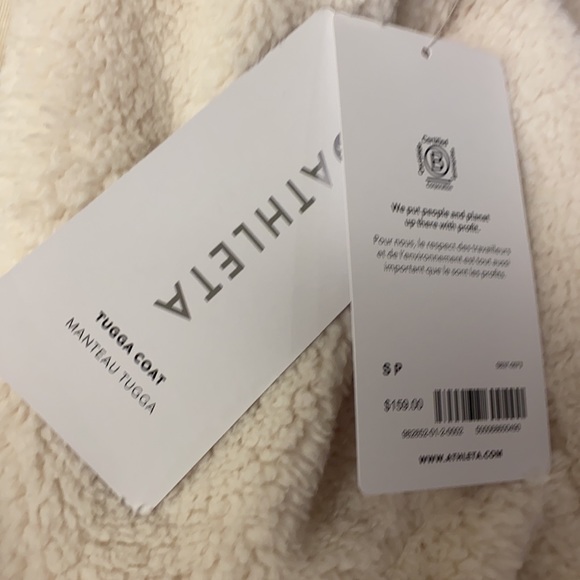 ATHLETA
TUGGA COAT
MANTEAU TUGGA
Certified
Corporation
We put people and planet
up there with profit.
Pour nous, le respect des travailleurs
et de l'environnement est tout aussi
important que le sont les profits.
S P
$159.00
WWW.ATHLETA.COM